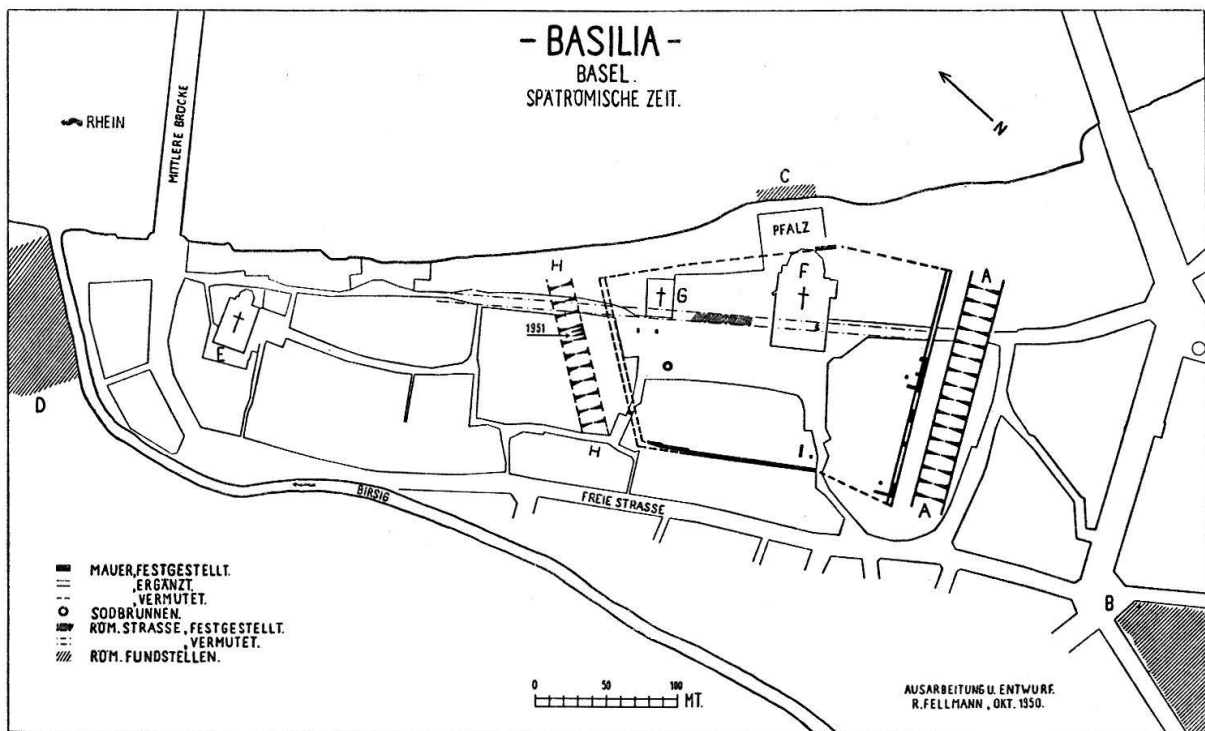 - BASILIA -
BASEL.
SPÄTRÖMISCHE ZEIT.
N
RHEIN
MITTLERE BRÜCKE
C
PFALZ
H
F
A
G
1951
E
D
H
A
FREIE STRASSE
BIRSIG
B
MAUER, FESTGESTELLT.
, ERGÄNZT.
, VERMUTET.
SODBRUNNEN.
RÖM. STRASSE, FESTGESTELLT.
, VERMUTET.
RÖM. FUNDSTELLEN.
0 50 100
MT.
AUSARBEITUNG U. ENTWURF.
R. FELLMANN, OKT. 1950.